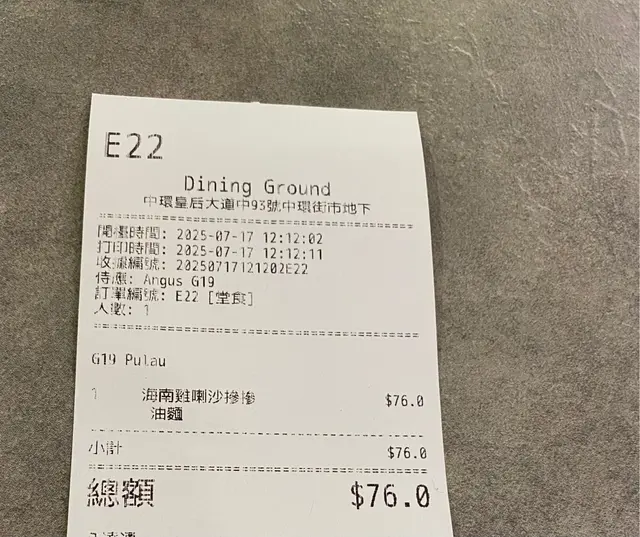 E22
Dining Ground
中環皇后大道中93號中環街市地下
開檯時間: 2025-07-17 12:12:02
打印時間: 2025-07-17 12:12:11
收據編號: 20250717121202E22
侍應: Angus G19
訂單編號: E22 [堂食]
人數: 1
G19 Pulau
1 海南雞喇沙摻摻 $76.0
油麵
小計 $76.0
總額 $76.0